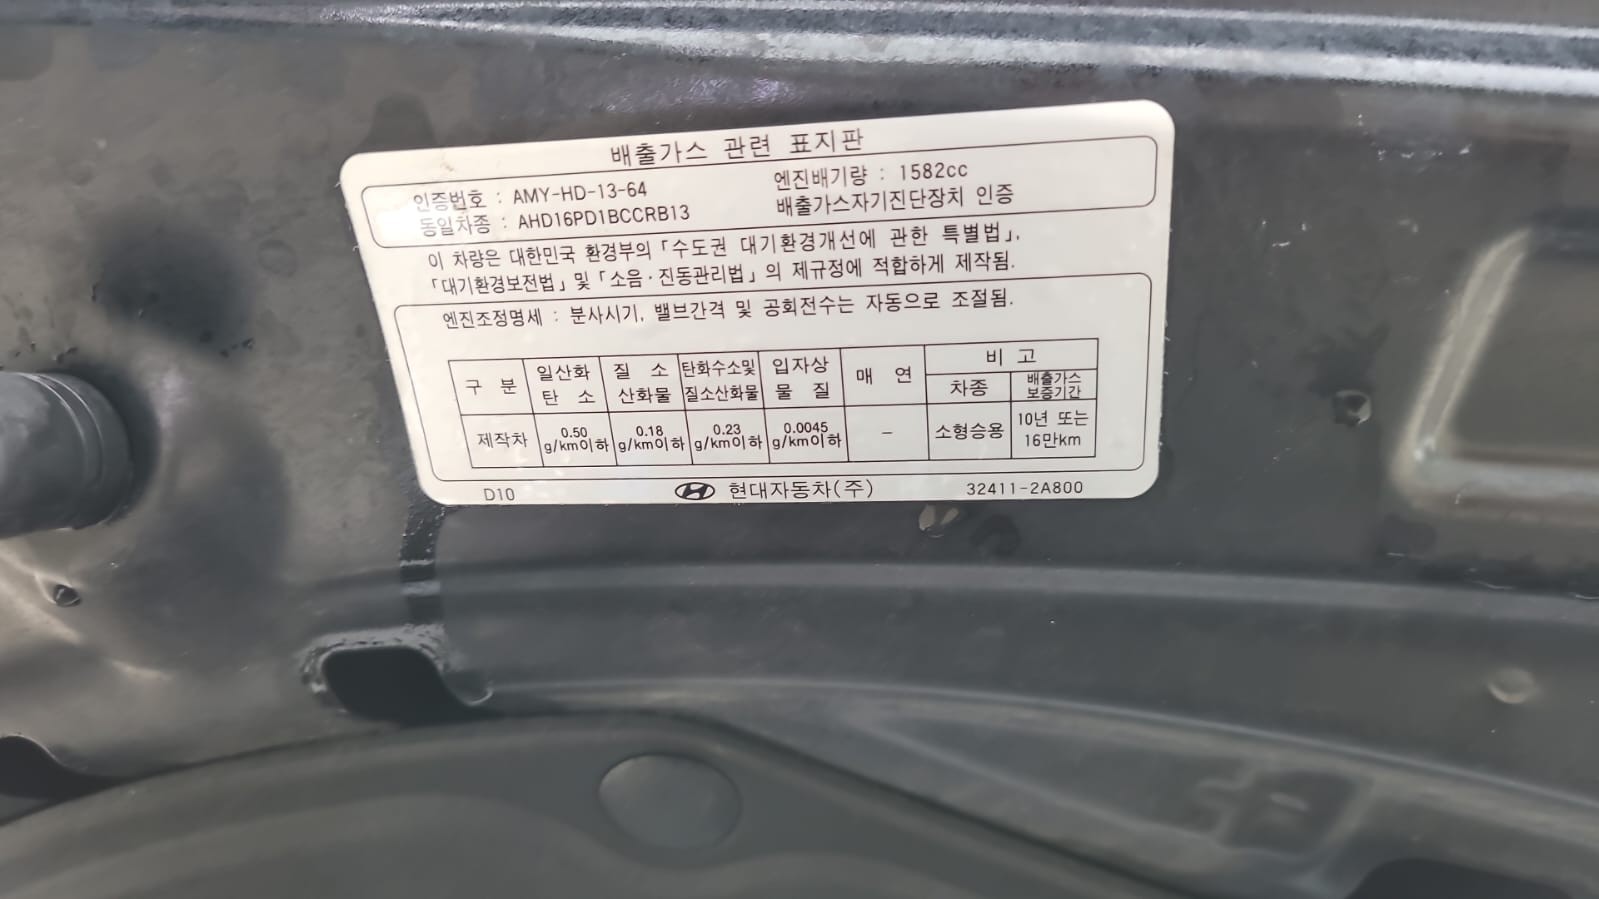 배출가스 관련 표지판
인증번호 : AMY-HD-13-64 엔진배기량 : 1582cc
동일차종 : AHD16PD1BCCRB13 배출가스자기진단장치 인증
이 차량은 대한민국 환경부의 「수도권 대기환경개선에 관한 특별법」,
「대기환경보전법」 및 「소음·진동관리법」의 제규정에 적합하게 제작됨.
엔진조정명세 : 분사시기, 밸브간격 및 공회전수는 자동으로 조절됨.
구 분 일산화 탄 소 질 소 산화물 탄화수소및 질소산화물 입자상 물 질 매 연 비 고
차종 배출가스 보증기간
제작차 0.50 g/km이하 0.18 g/km이하 0.23 g/km이하 0.0045 g/km이하 – 소형승용 10년 또는 16만km
D10 현대자동차(주) 32411-2A800